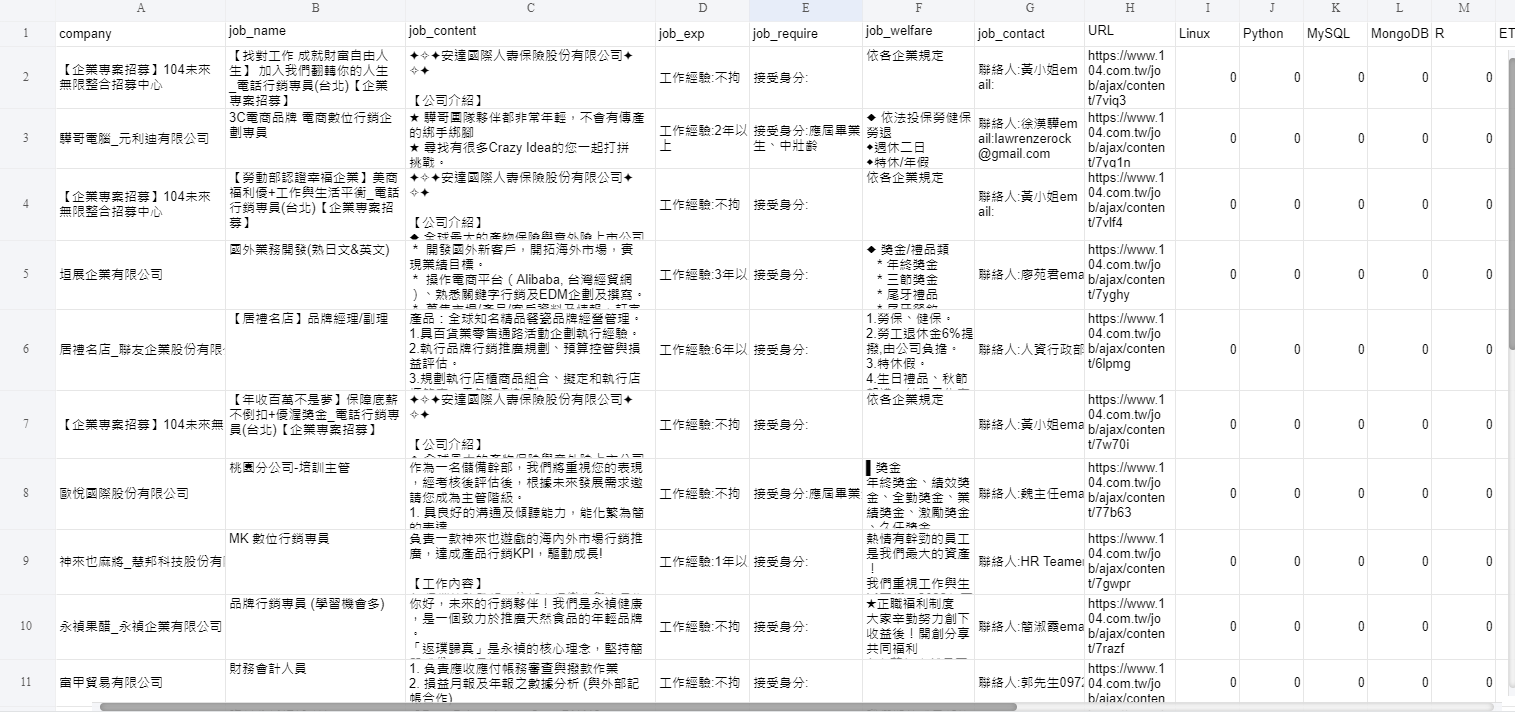 A B C D E F G H I J K L M
1 company job_name job_content job_exp job_require job_welfare job_contact URL Linux Python MySQL MongoDB R ET
2
【企業專案招募】104未來
無限整合招募中心
【找對工作 成就財富自由人
生】 加入我們翻轉你的人生
_電話行銷專員(台北)【企業
專案招募】
✦✧✦安達國際人壽保險股份有限公司✦
✧✦
【公司介紹】
工作經驗:不拘
接受身分:
依各企業規定
聯絡人:黃小姐em
ail:
https://www.1
04.com.tw/jo
b/ajax/conten
t/7viq3
0 0 0 0 0
3
驊哥電腦_元利迪有限公司
3C電商品牌 電商數位行銷企
劃專員
★ 驊哥團隊夥伴都非常年輕，不會有傳產
的綁手綁腳
★ 尋找有很多Crazy Idea的您一起打拼
挑戰。
工作經驗:2年以
上
接受身分:應屆畢業
生、中壯齡
◆ 依法投保勞健保
勞退
◆週休二日
◆特休/年假
聯絡人:徐漢驊em
ail:lawrenzerock
@gmail.com
https://www.1
04.com.tw/jo
b/ajax/conten
t/7vq1n
0 0 0 0 0
4
【企業專案招募】104未來
無限整合招募中心
【勞動部認證幸福企業】美商
福利優+工作與生活平衡_電話
行銷專員(台北)【企業專案招
募】
✦✧✦安達國際人壽保險股份有限公司✦
✧✦
【公司介紹】
◆ 全球最大的產物保險與意外險上市公司
工作經驗:不拘
接受身分:
依各企業規定
聯絡人:黃小姐em
ail:
https://www.1
04.com.tw/jo
b/ajax/conten
t/7vlf4
0 0 0 0 0
5
垣展企業有限公司
國外業務開發(熟日文&英文)
* 開發國外新客戶，開拓海外市場，實
現業績目標。
* 操作電商平台（Alibaba, 台灣經貿網
）、熟悉關鍵字行銷及EDM企劃及撰寫。
工作經驗:3年以
接受身分:
◆ 獎金/禮品類
* 年終獎金
* 三節獎金
* 尾牙禮品
聯絡人:廖苑君ema
https://www.1
04.com.tw/jo
b/ajax/conten
t/7yghy
0 0 0 0 0
6
居禮名店_聯友企業股份有限
【居禮名店】品牌經理/副理
產品：全球知名精品餐瓷品牌經營管理。
1.具百貨業零售通路活動企劃執行經驗。
2.執行品牌行銷推廣規劃、預算控管與損
益評估。
3.規劃執行店櫃商品組合、擬定和執行店
工作經驗:6年以
接受身分:
1.勞保、健保。
2.勞工退休金6%提
撥,由公司負擔。
3.特休假。
4.生日禮品、秋節
聯絡人:人資行政部
https://www.1
04.com.tw/jo
b/ajax/conten
t/6lpmg
0 0 0 0 0
7
【企業專案招募】104未來無
【年收百萬不是夢】保障底薪
不倒扣+優渥獎金_電話行銷專
員(台北)【企業專案招募】
✦✧✦安達國際人壽保險股份有限公司✦
✧✦
【公司介紹】
工作經驗:不拘
接受身分:
依各企業規定
聯絡人:黃小姐ema
https://www.1
04.com.tw/jo
b/ajax/conten
t/7w70i
0 0 0 0 0
8
歐悅國際股份有限公司
桃園分公司-培訓主管
作為一名儲備幹部，我們將重視您的表現
，經考核後評估後，根據未來發展需求邀
請您成為主管階級。
1. 具良好的溝通及傾聽能力，能化繁為簡
的表達
工作經驗:不拘
接受身分:應屆畢業
▌獎金
年終獎金、績效獎
金、全勤獎金、業
績獎金、激勵獎金
、久任獎金
聯絡人:魏主任ema
https://www.1
04.com.tw/jo
b/ajax/conten
t/77b63
0 0 0 0 0
9
神來也麻將_慧邦科技股份有
MK 數位行銷專員
負責一款神來也遊戲的海內外市場行銷推
廣，達成產品行銷KPI，驅動成長!
【工作內容】
工作經驗:1年以
接受身分:
熱情有幹勁的員工
是我們最大的資產
！
我們重視工作與生
聯絡人:HR Teame
https://www.1
04.com.tw/jo
b/ajax/conten
t/7gwpr
0 0 0 0 0
10
永禎果醋_永禎企業有限公司
品牌行銷專員 (學習機會多)
你好，未來的行銷夥伴！我們是永禎健康
，是一個致力於推廣天然食品的年輕品牌
。
「返璞歸真」是永禎的核心理念，堅持簡
工作經驗:不拘
接受身分:
★正職福利制度
大家辛勤努力創下
收益後！開創分享
共同福利
聯絡人:簡淑霞ema
https://www.1
04.com.tw/jo
b/ajax/conten
t/7razf
0 0 0 0 0
11
甯甲貿易有限公司
財務會計人員
1. 負責應收應付帳務審查與撥款作業
2. 損益月報及年報之數據分析 (與外部記
帳合作)
工作經驗:不拘
接受身分:
聯絡人:郭先生0972
https://www.1
04.com.tw/jo
b/ajax/conten
0 0 0 0 0